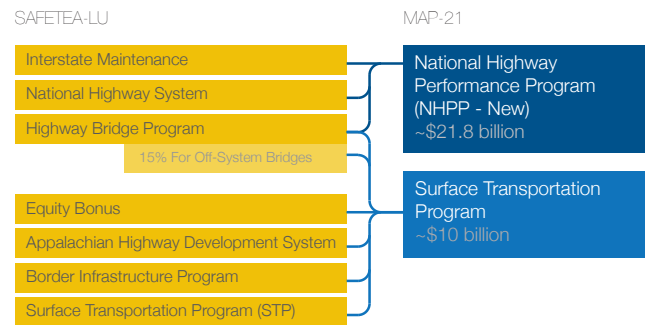 SAFETEA-LU
MAP-21
Interstate Maintenance
National Highway System
Highway Bridge Program
15% For Off-System Bridges
Equity Bonus
Appalachian Highway Development System
Border Infrastructure Program
Surface Transportation Program (STP)
National Highway
Performance Program
(NHPP - New)
~$21.8 billion
Surface Transportation
Program
~$10 billion